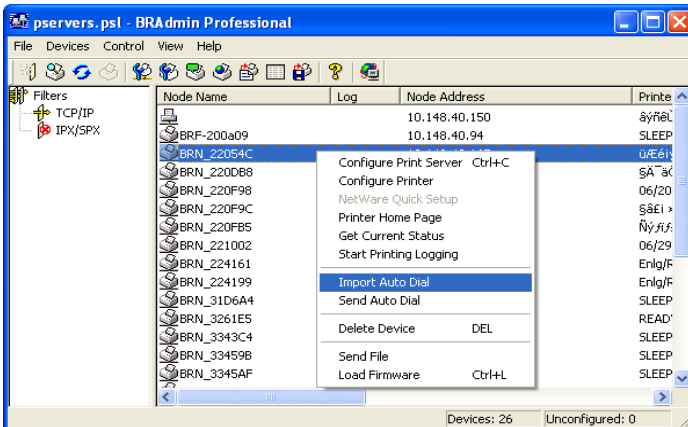 pservers.psl - BRAdmin Professional
File Devices Control View Help
Filters
TCP/IP
IPX/SPX
Node Name Log Node Address Printe
10.148.40.150
BRF-200a09 10.148.40.94 SLEEP
BRN_22054C
BRN_220DB8
BRN_220F98 06/20
BRN_220F9C
BRN_220FB5
BRN_221002 06/29
BRN_224161 Enlg/F
BRN_224199 Enlg/F
BRN_31D6A4 SLEEP
BRN_3261E5 READ'
BRN_3343C4 SLEEP
BRN_33459B SLEEP
BRN_3345AF SLEEP
Configure Print Server Ctrl+C
Configure Printer
NetWare Quick Setup
Printer Home Page
Get Current Status
Start Printing Logging
Import Auto Dial
Send Auto Dial
Delete Device DEL
Send File
Load Firmware Ctrl+L
Devices: 26 Unconfigured: 0